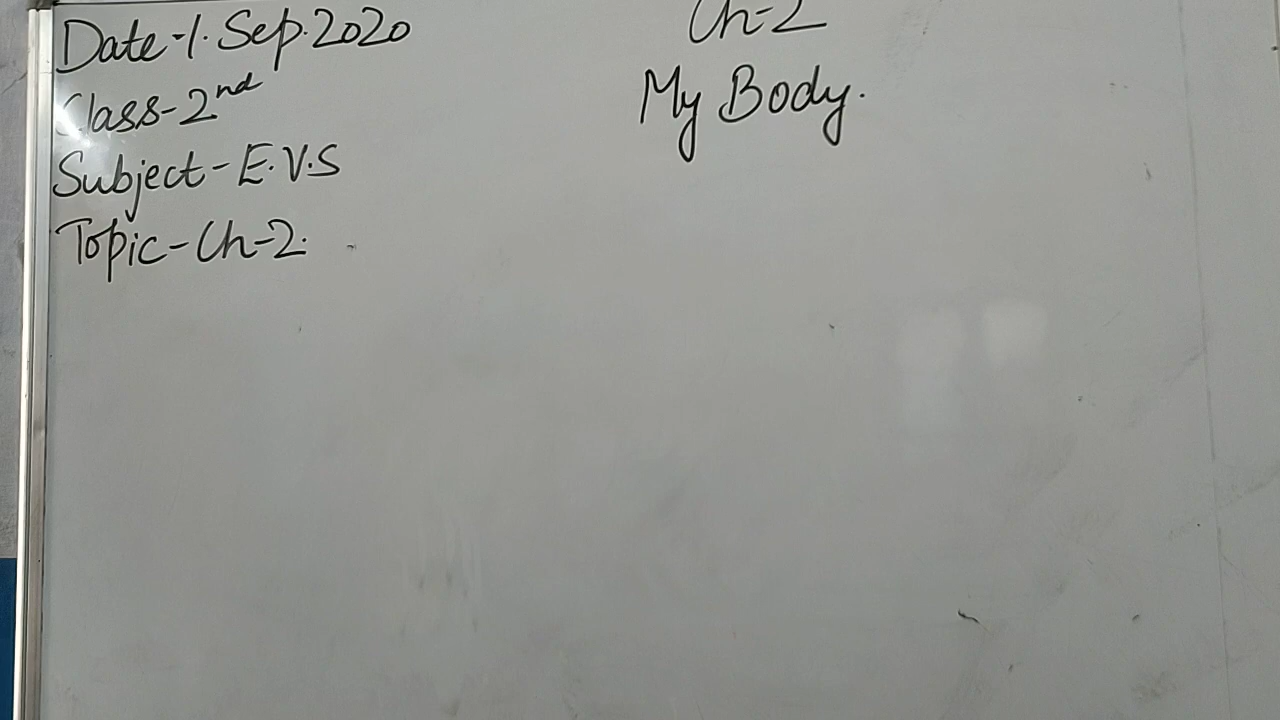 Date-1.Sep.2020
Class-2nd
Subject-E.V.S
Topic-Ch-2.
Ch-2
My Body.